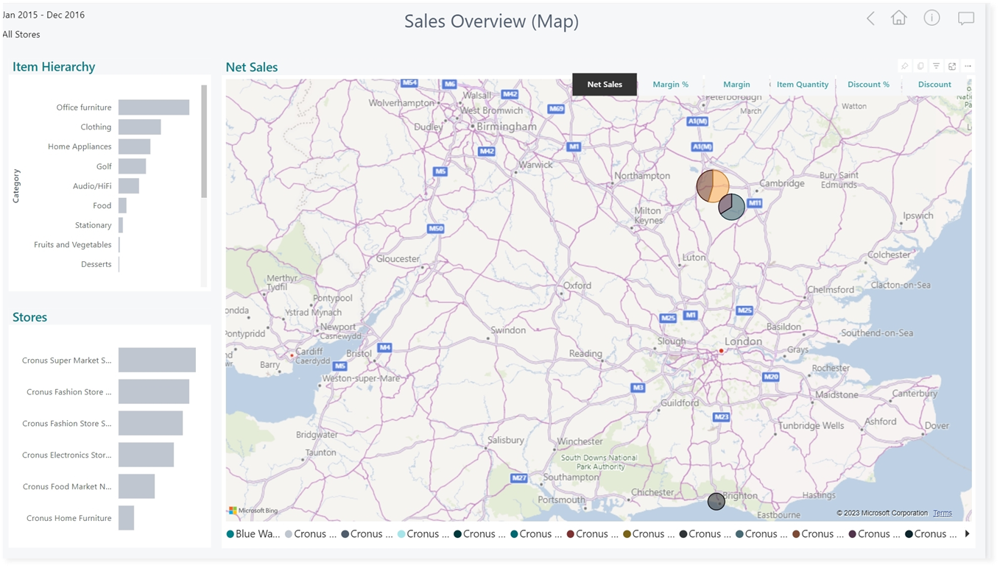 Jan 2015 - Dec 2016
All Stores
Sales Overview (Map)
Item Hierarchy
Category
Office furniture
Clothing
Home Appliances
Golf
Audio/HiFi
Food
Stationary
Fruits and Vegetables
Desserts
Stores
Cronus Super Market S...
Cronus Fashion Store ...
Cronus Fashion Store S...
Cronus Electronics Stor...
Cronus Food Market N...
Cronus Home Furniture
Net Sales
Net Sales Margin % Margin Item Quantity Discount % Discount
M54
M6
Walsall
M42
Wolverhampton
West Bromwich
M69
Peterborough
March
Watton
Dudley
Birmingham
A1(M)
M42
M1
A1(M)
Warwick
M5
Northampton
Cambridge
Bury Saint
Edmunds
M11
Milton
Keynes
Ipswich
M50
Gloucester
Luton
Colchester
Merthyr
Tydfil
Oxford
Clacton-on-Sea
Chelmsford
Pontypool
Ystrad Mynach
M25
M1
M25
Newport
Casnewydd
Swindon
Basildon
Southend-on-Sea
Pontypridd
M4
Slough
London
Cardiff
Caerdydd
Bristol
Reading
Grays
Barry
M5
Rochester
Weston-super-Mare
M20
M3
Maidstone
Canterbury
Guildford
M23
Ashford
Dover
Tunbridge Wells
Bridgwater
Salisbury
Winchester
Taunton
South Downs National
Park Authority
M27
Southampton
Chichester
Brighton
Hastings
Portsmouth
Eastbourne
Microsoft Bing
© 2023 Microsoft Corporation Terms
Blue Wa... Cronus ... Cronus ... Cronus ... Cronus ... Cronus ... Cronus ... Cronus ... Cronus ... Cronus ... Cronus ... Cronus ... Cronus ...